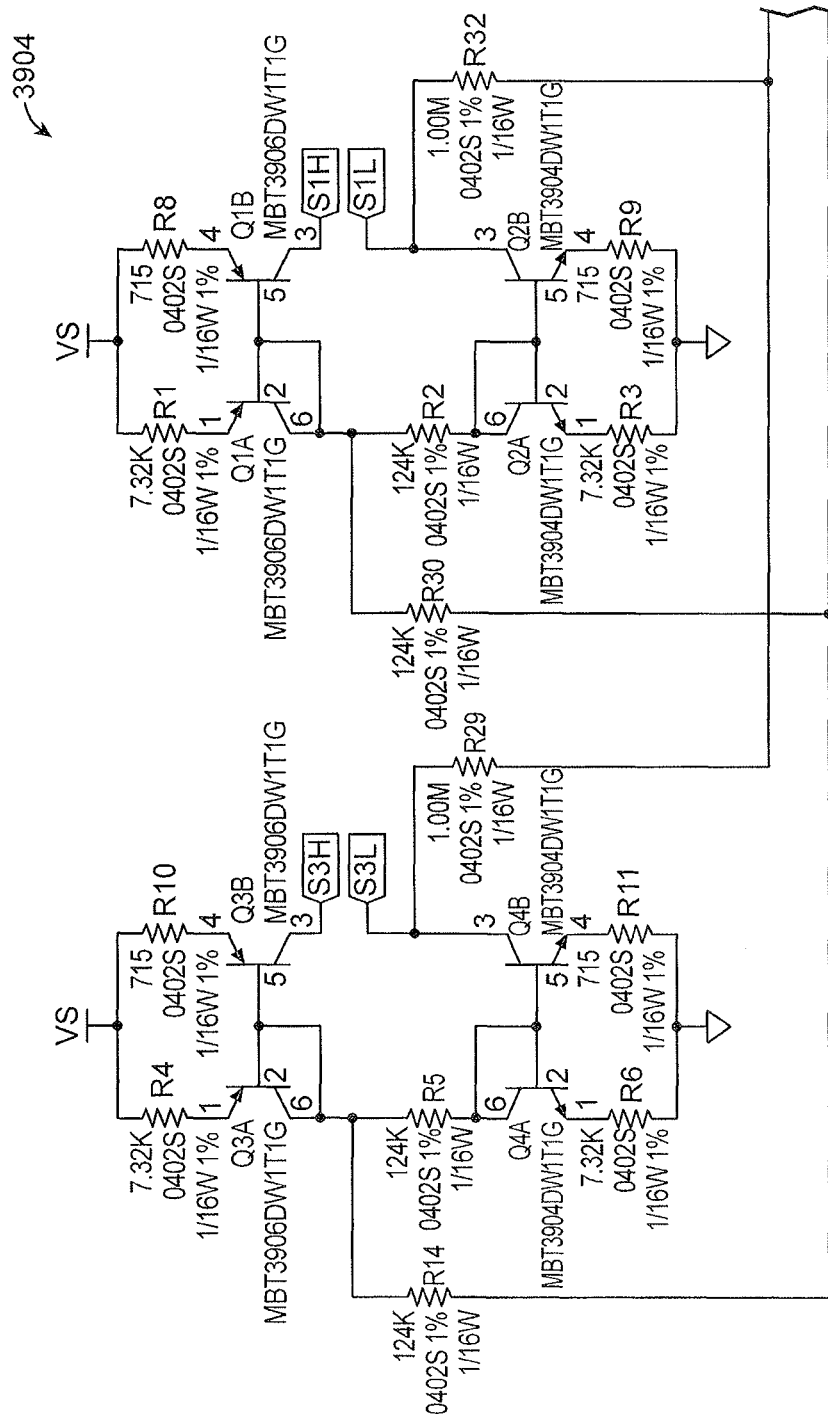 3904
VS
7.32K
R4
0402S
1/16W 1%
715
R10
0402S
1/16W 1%
1
4
Q3A
MBT3906DW1T1G
2
6
5
3
Q3B
MBT3906DW1T1G
S3H
S3L
124K
R14
0402S 1%
1/16W
124K
R5
0402S 1%
1/16W
1.00M
R29
0402S 1%
1/16W
6
2
1
Q4A
MBT3904DW1T1G
3
5
4
Q4B
MBT3904DW1T1G
7.32K
R6
0402S
1/16W 1%
715
R11
0402S
1/16W 1%
VS
7.32K
R1
0402S
1/16W 1%
715
R8
0402S
1/16W 1%
1
4
Q1A
MBT3906DW1T1G
2
6
5
3
Q1B
MBT3906DW1T1G
S1H
S1L
124K
R30
0402S 1%
1/16W
124K
R2
0402S 1%
1/16W
1.00M
R32
0402S 1%
1/16W
6
2
1
Q2A
MBT3904DW1T1G
3
5
4
Q2B
MBT3904DW1T1G
7.32K
R3
0402S
1/16W 1%
715
R9
0402S
1/16W 1%